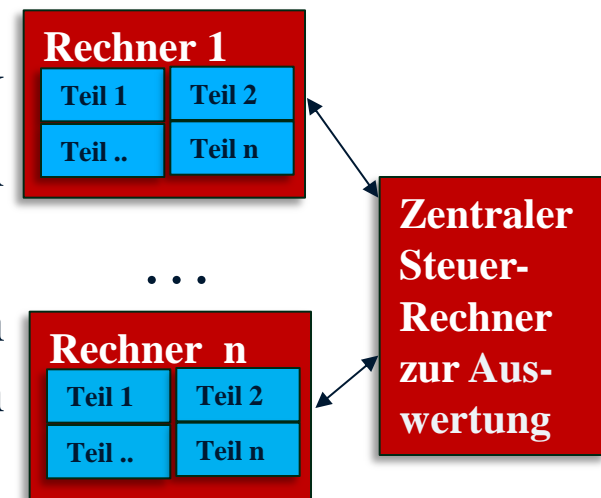 Rechner 1
Teil 1 Teil 2
Teil .. Teil n
. . .
Rechner n
Teil 1 Teil 2
Teil .. Teil n
Zentraler
Steuer-
Rechner
zur Aus-
wertung